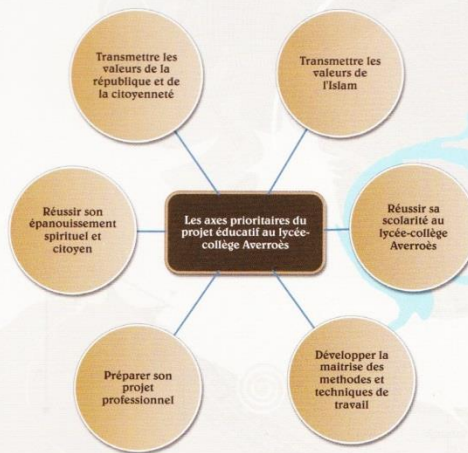 Transmettre les
valeurs de la
république et de
la citoyenneté
Transmettre les
valeurs de
l'Islam
Réussir son
épanouissement
spirituel et
citoyen
Les axes prioritaires du
projet éducatif au lycée-
collège Averroès
Réussir sa
scolarité au
lycée-collège
Averroès
Préparer son
projet
professionnel
Développer la
maitrise des
methodes et
techniques de
travail